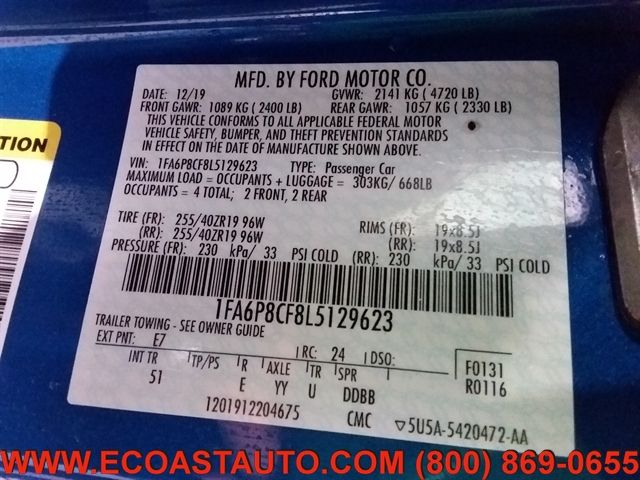 MFD. BY FORD MOTOR CO.
DATE: 12/19 GVWR: 2141 KG ( 4720 LB)
FRONT GAWR: 1089 KG ( 2400 LB) REAR GAWR: 1057 KG ( 2330 LB)
THIS VEHICLE CONFORMS TO ALL APPLICABLE FEDERAL MOTOR
VEHICLE SAFETY, BUMPER, AND THEFT PREVENTION STANDARDS
IN EFFECT ON THE DATE OF MANUFACTURE SHOWN ABOVE.
VIN: 1FA6P8CF8L5129623 TYPE: Passenger Car
MAXIMUM LOAD = OCCUPANTS + LUGGAGE = 303KG/ 668LB
OCCUPANTS = 4 TOTAL; 2 FRONT, 2 REAR
TIRE (FR): 255/40ZR19 96W RIMS (FR): 19x8.5J
(RR): 255/40ZR19 96W (RR): 19x8.5J
PRESSURE (FR): 230 kPa/ 33 PSI COLD (RR): 230 kPa/ 33 PSI COLD
1FA6P8CF8L5129623
TRAILER TOWING - SEE OWNER GUIDE
EXT PNT: E7 RC: 24 DSO: F0131
INT TR TP/PS R AXLE TR SPR R0116
51 E YY U DDBB
1201912204675 CMC 5U5A-5420472-AA
TION
WWW.ECOASTAUTO.COM (800) 869-0655